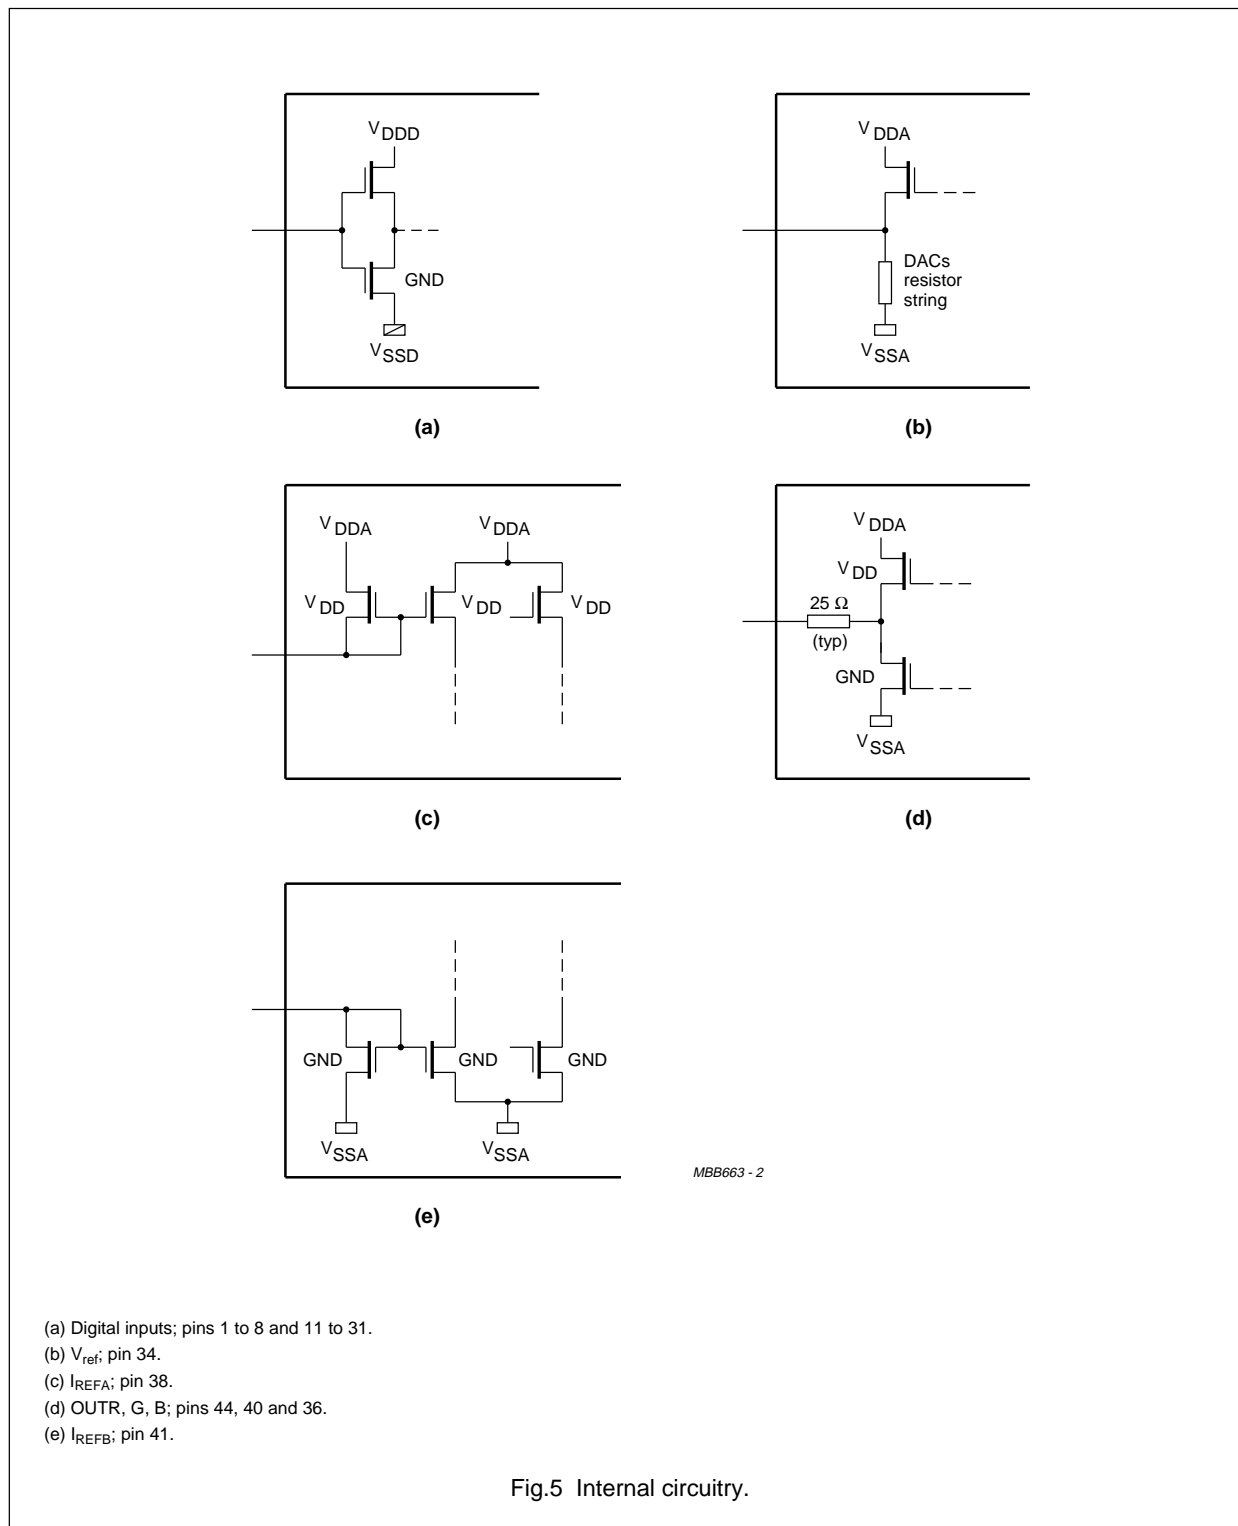 V DDD
GND
V SSD
(a)
V DDA
DACs
resistor
string
V SSA
(b)
V DDA
V DDA
V DD
V DD
V DD
(c)
V DDA
V DD
25 Ω
(typ)
GND
V SSA
(d)
GND
GND
GND
V SSA
V SSA
MBB663 - 2
(e)
(a) Digital inputs; pins 1 to 8 and 11 to 31.
(b) Vref; pin 34.
(c) IREFA; pin 38.
(d) OUTR, G, B; pins 44, 40 and 36.
(e) IREFB; pin 41.
Fig.5 Internal circuitry.